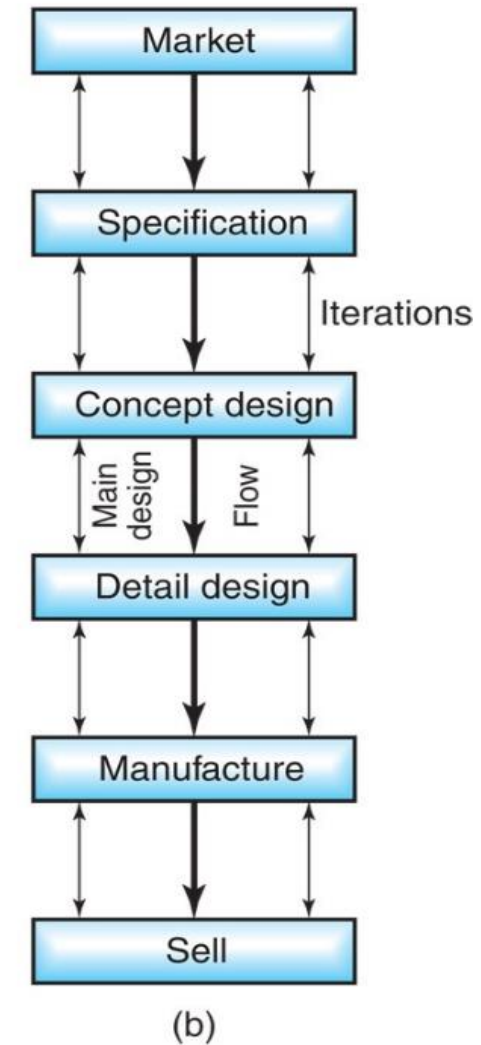 Market
Specification
Iterations
Concept design
Main
design
Flow
Detail design
Manufacture
Sell
(b)